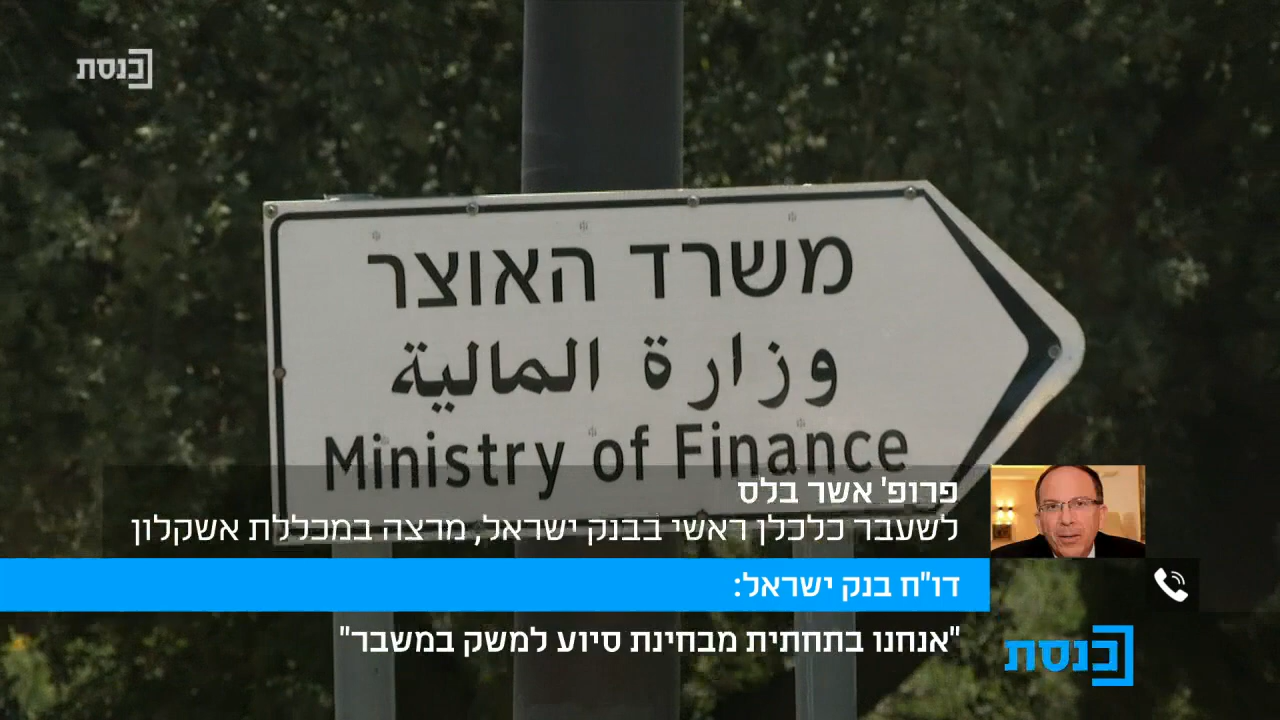 כנסת
משרד האוצר
وزارة المالية
Ministry of Finance
פרופ' אשר בלס
לשעבר כלכלן ראשי בבנק ישראל, מרצה במכללת אשקלון
דו"ח בנק ישראל:
"אנחנו בתחתית מבחינת סיוע למשק במשבר"
כנסת